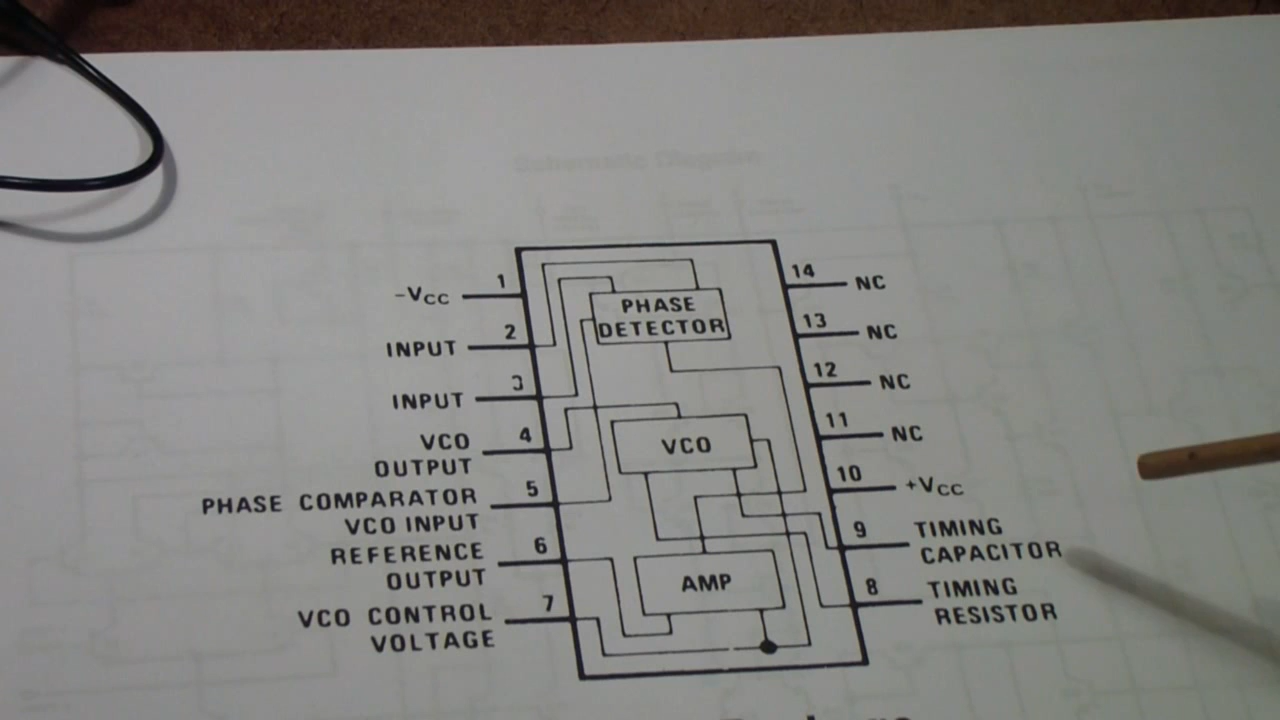 Schematic Diagram
1
-VCC
2
INPUT
3
INPUT
4
VCO
OUTPUT
5
PHASE COMPARATOR
VCO INPUT
6
REFERENCE
OUTPUT
7
VCO CONTROL
VOLTAGE
PHASE
DETECTOR
VCO
AMP
14
NC
13
NC
12
NC
11
NC
10
+VCC
9
TIMING
CAPACITOR
8
TIMING
RESISTOR